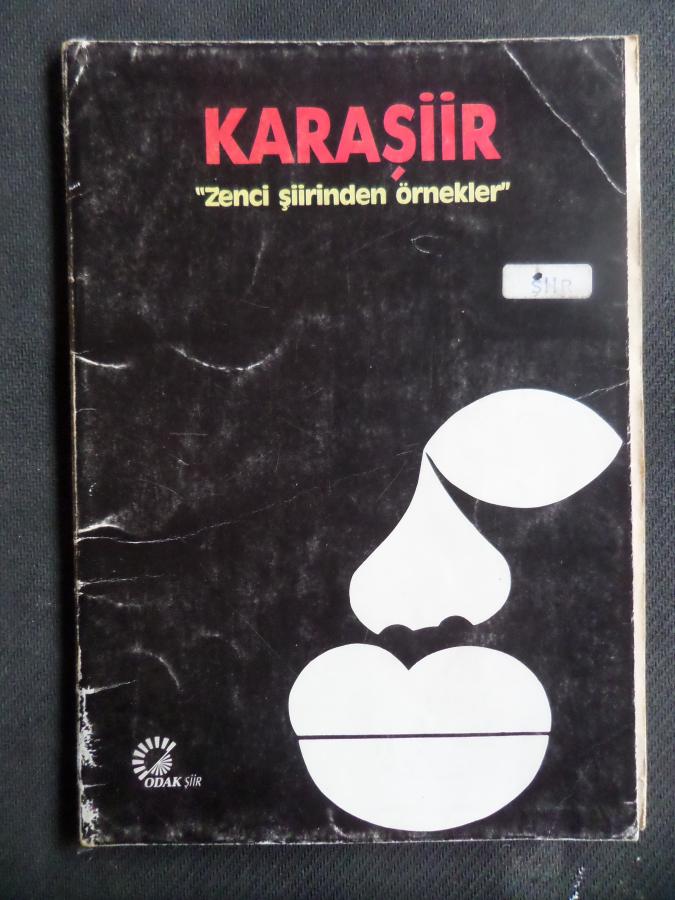 KARAŞİİR
"Zenci şiirinden örnekler"
ŞİİR
ODAK ŞİİR